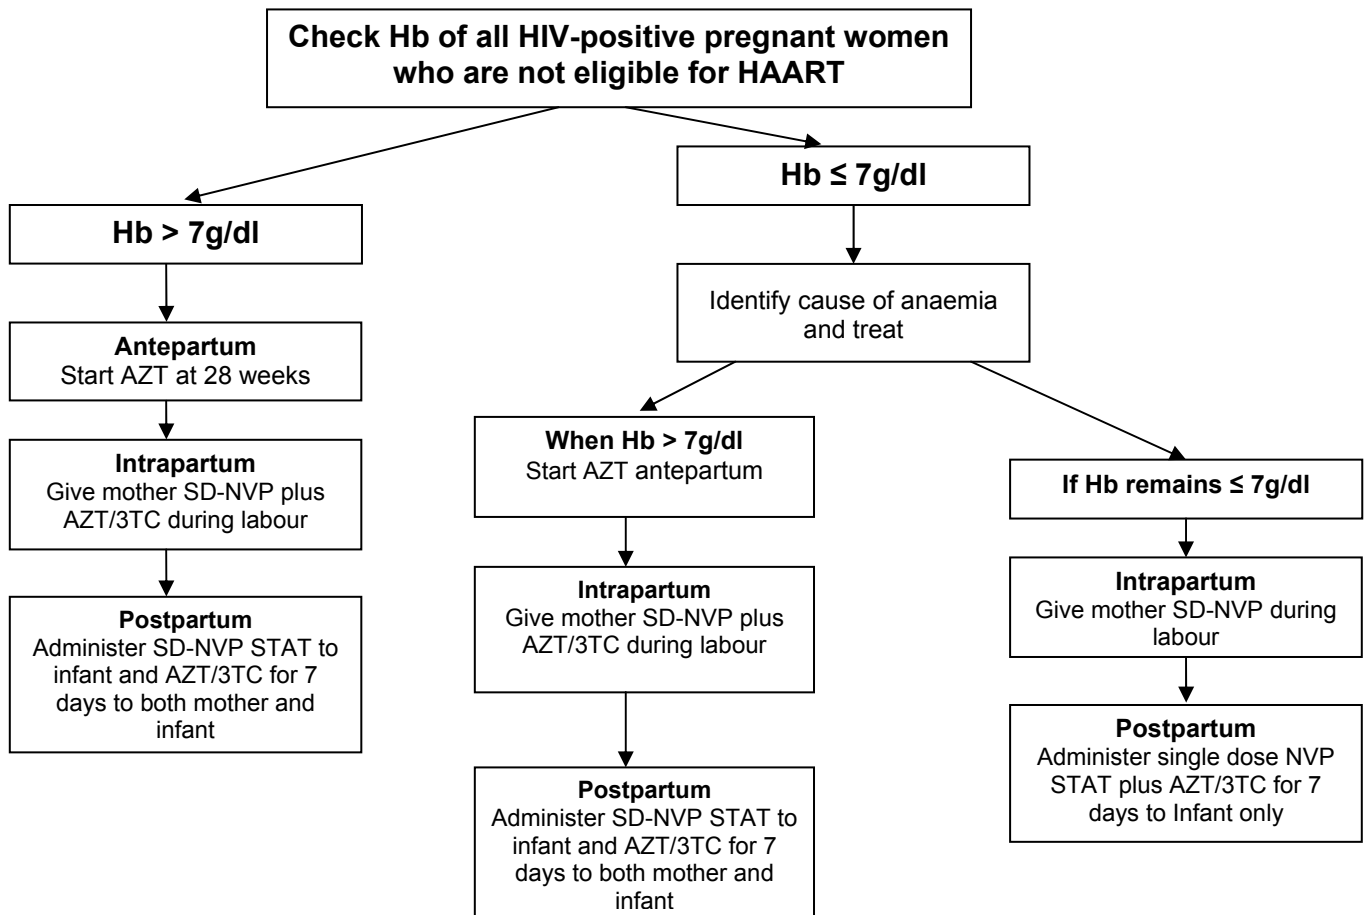 Check Hb of all HIV-positive pregnant women
who are not eligible for HAART
Hb > 7g/dl
Antepartum
Start AZT at 28 weeks
Intrapartum
Give mother SD-NVP plus
AZT/3TC during labour
Postpartum
Administer SD-NVP STAT to
infant and AZT/3TC for 7
days to both mother and
infant
Hb ≤ 7g/dl
Identify cause of anaemia
and treat
When Hb > 7g/dl
Start AZT antepartum
Intrapartum
Give mother SD-NVP plus
AZT/3TC during labour
Postpartum
Administer SD-NVP STAT to
infant and AZT/3TC for 7
days to both mother and
infant
If Hb remains ≤ 7g/dl
Intrapartum
Give mother SD-NVP during
labour
Postpartum
Administer single dose NVP
STAT plus AZT/3TC for 7
days to Infant only